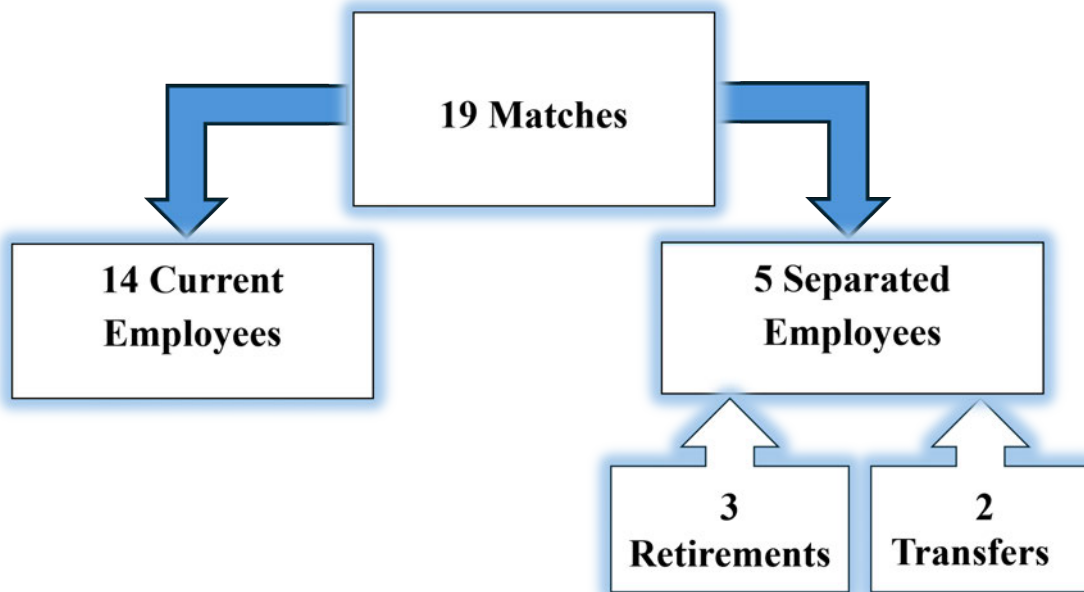 19 Matches
14 Current
Employees
5 Separated
Employees
3
Retirements
2
Transfers